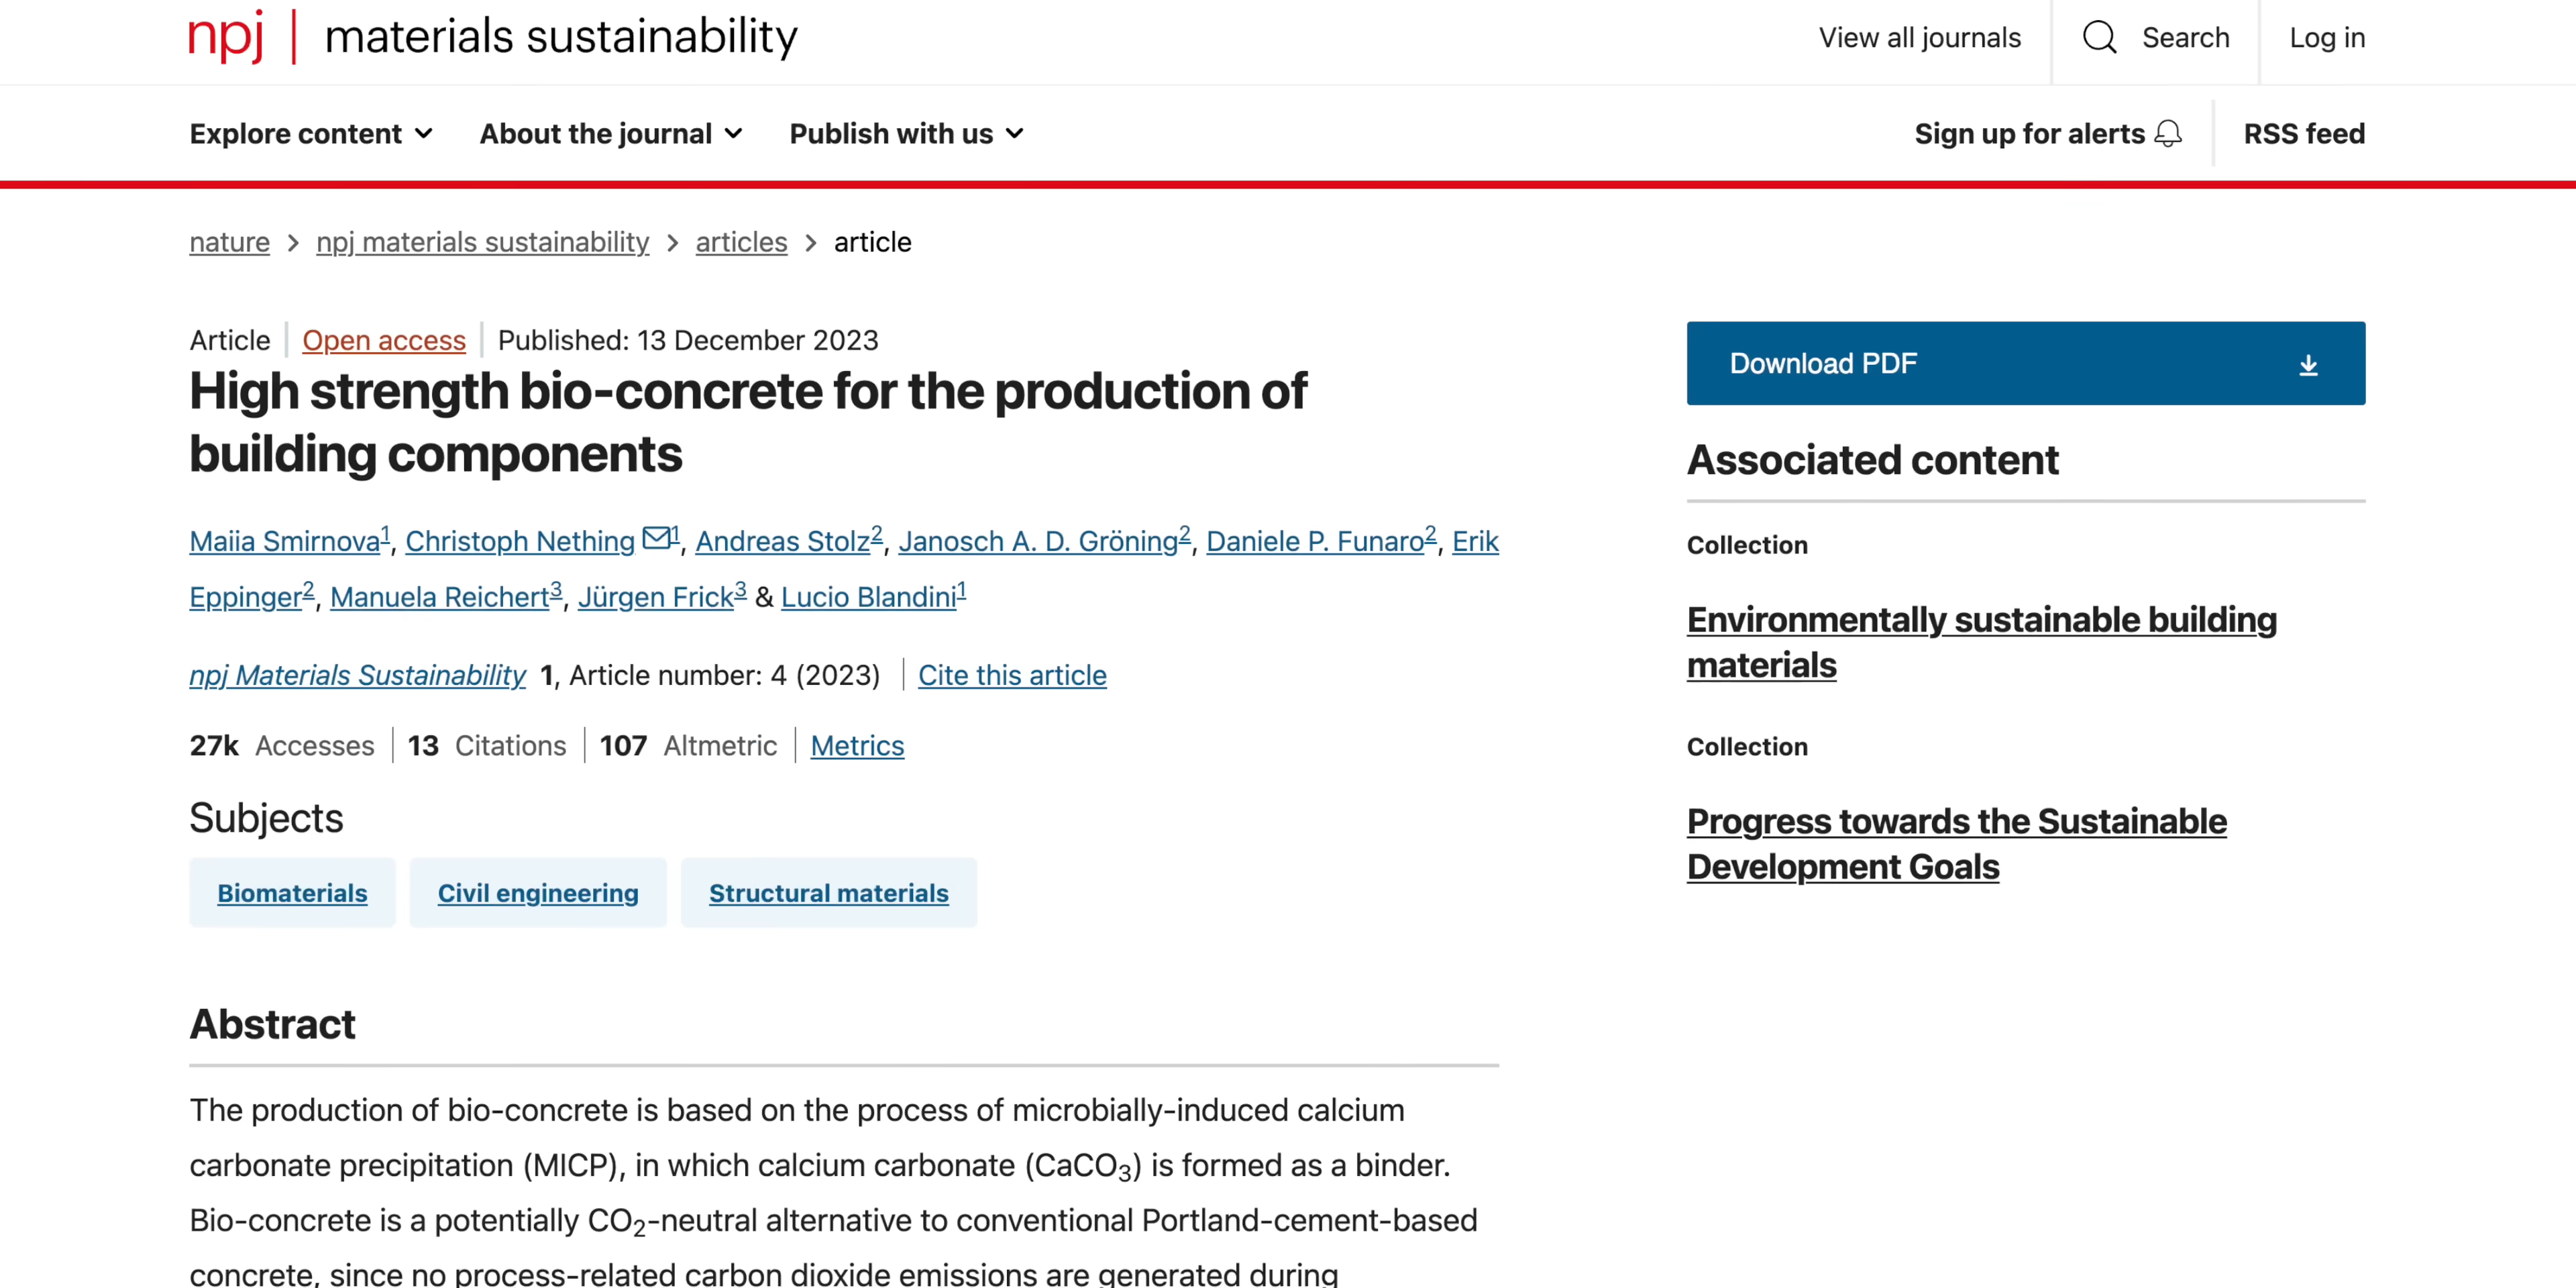 npj | materials sustainability
View all journals
Search
Log in
Explore content
About the journal
Publish with us
Sign up for alerts
RSS feed
nature > npj materials sustainability > articles > article
Article | Open access | Published: 13 December 2023
High strength bio-concrete for the production of
building components
Maiia Smirnova1, Christoph Nething 1, Andreas Stolz2, Janosch A. D. Gröning2, Daniele P. Funaro2, Erik
Eppinger2, Manuela Reichert3, Jürgen Frick3 & Lucio Blandini1
npj Materials Sustainability 1, Article number: 4 (2023) | Cite this article
27k Accesses | 13 Citations | 107 Altmetric | Metrics
Subjects
Biomaterials
Civil engineering
Structural materials
Abstract
The production of bio-concrete is based on the process of microbially-induced calcium
carbonate precipitation (MICP), in which calcium carbonate (CaCO3) is formed as a binder.
Bio-concrete is a potentially CO2-neutral alternative to conventional Portland-cement-based
concrete, since no process-related carbon dioxide emissions are generated during
Download PDF
Associated content
Collection
Environmentally sustainable building
materials
Collection
Progress towards the Sustainable
Development Goals